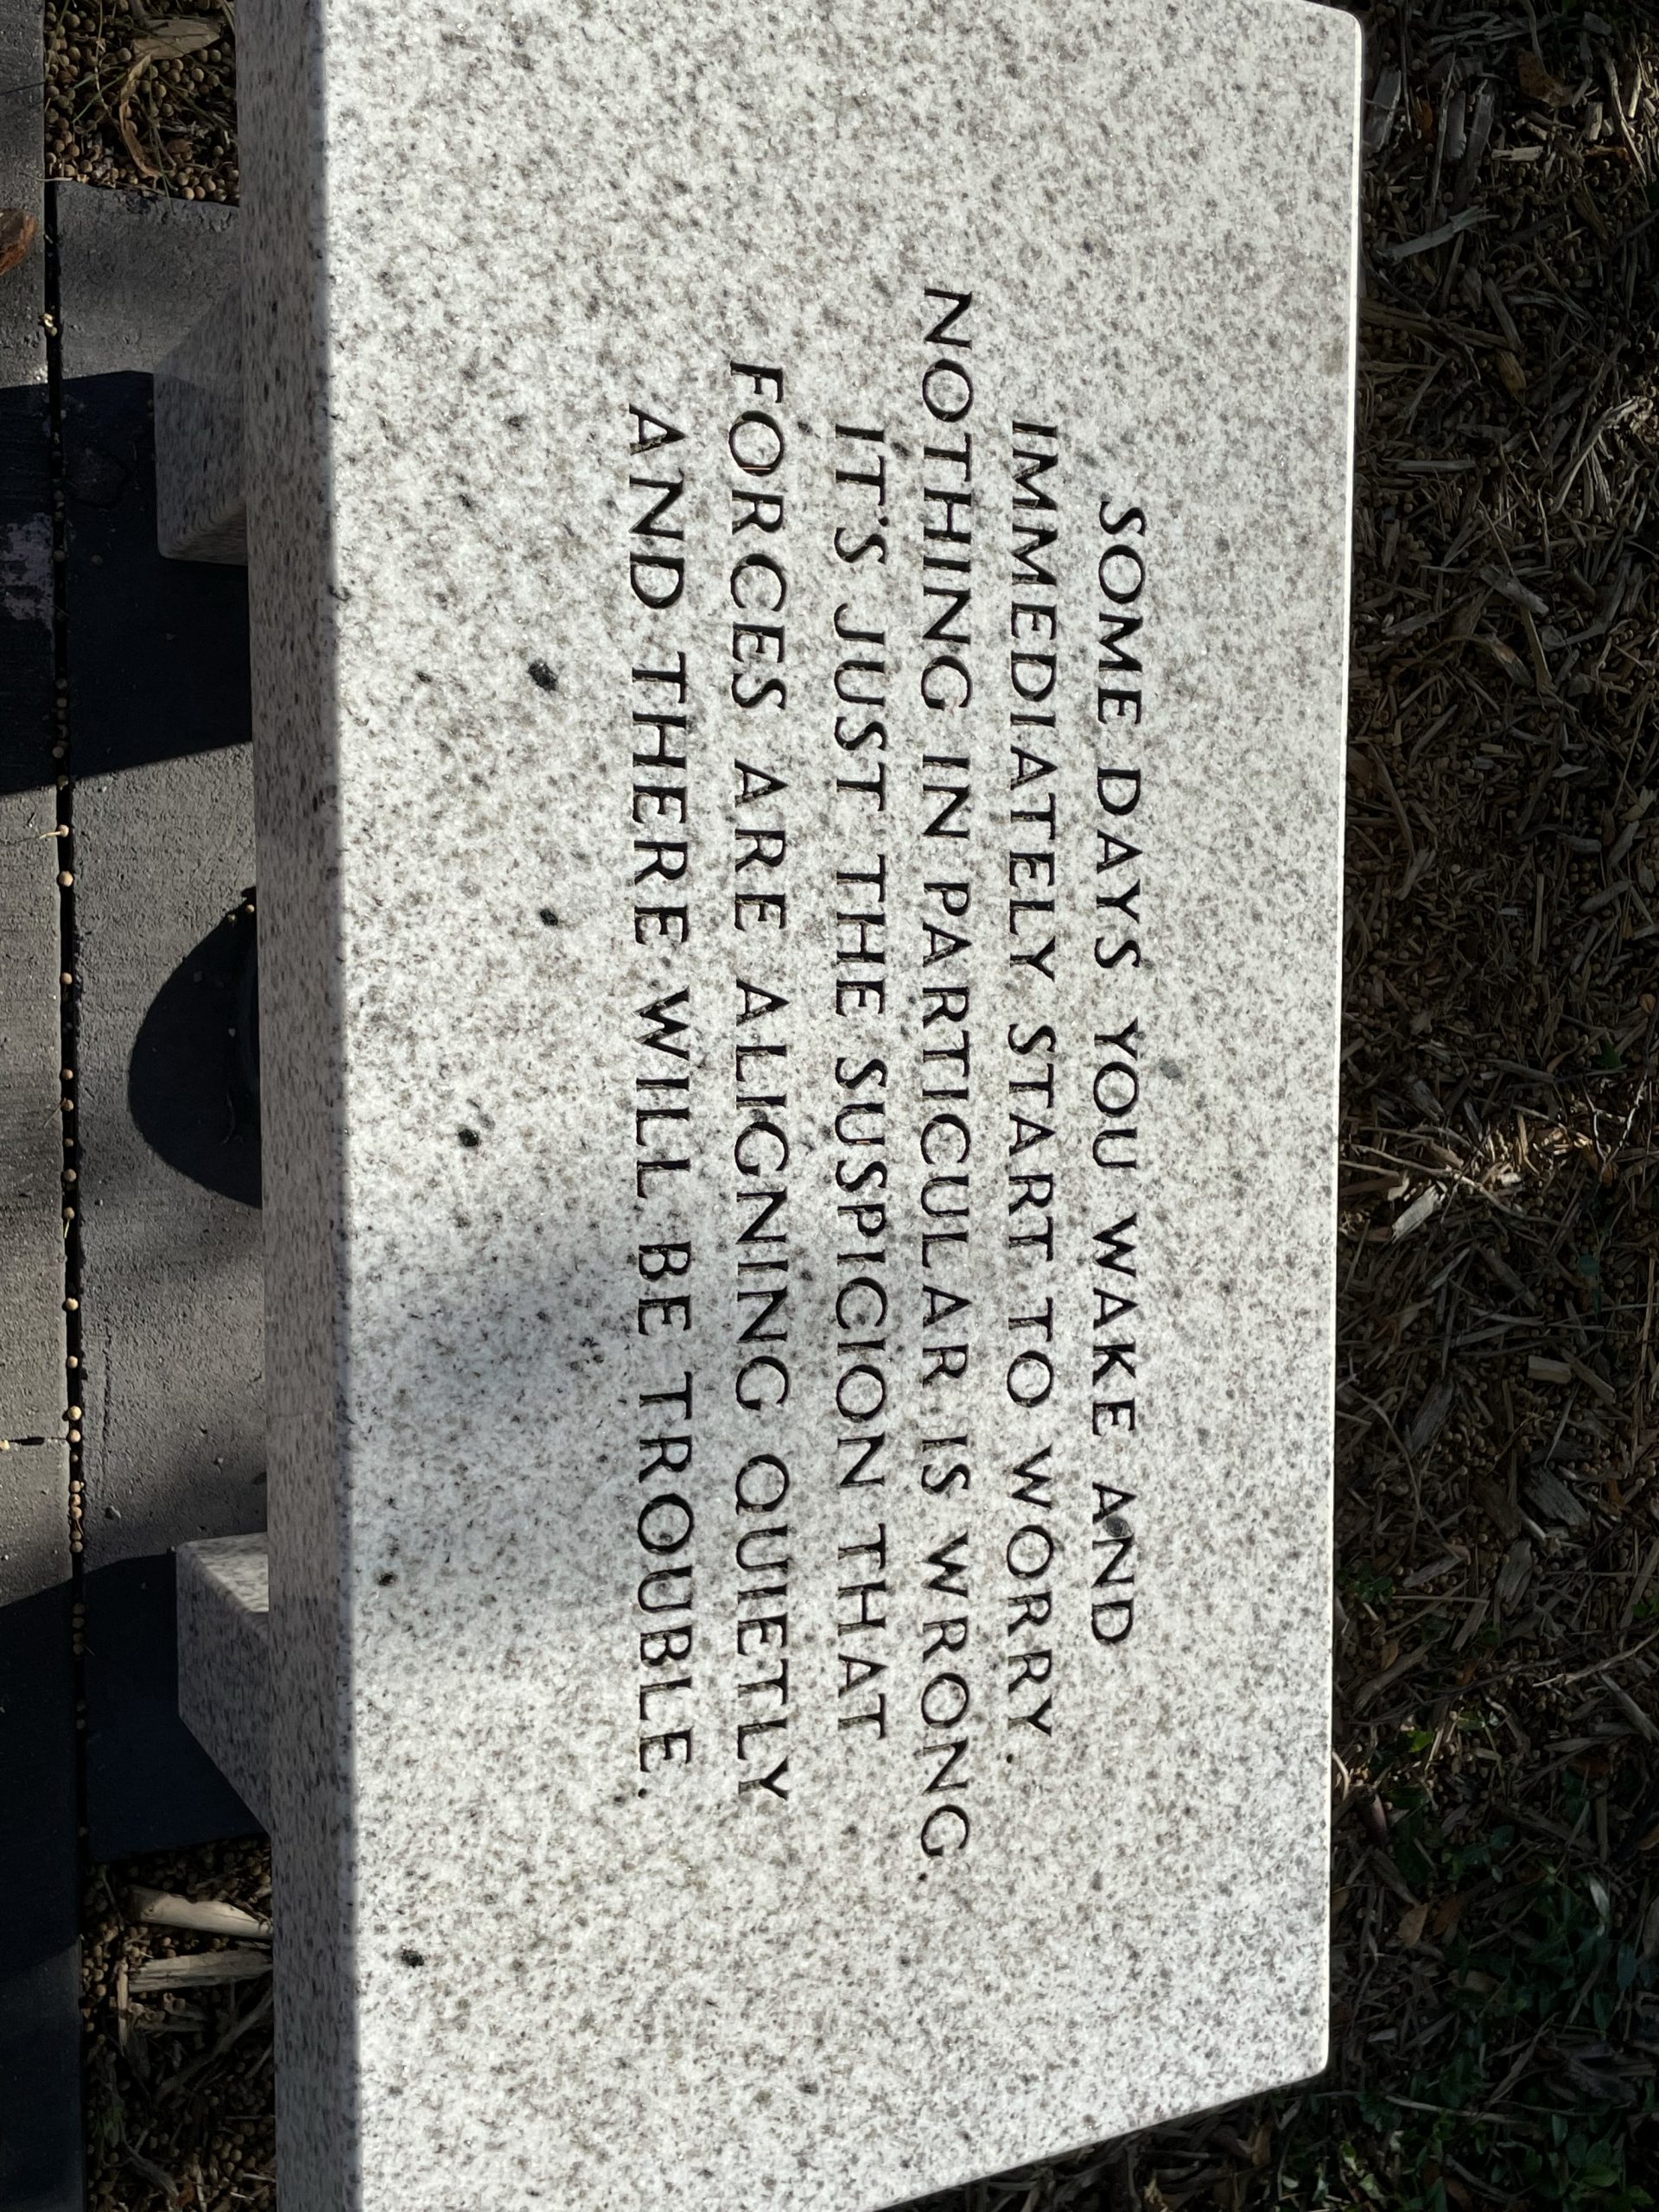 SOME DAYS YOU WAKE AND
IMMEDIATELY START TO WORRY.
NOTHING IN PARTICULAR IS WRONG,
IT'S JUST THE SUSPICION THAT
FORCES ARE ALIGNING QUIETLY
AND THERE WILL BE TROUBLE.